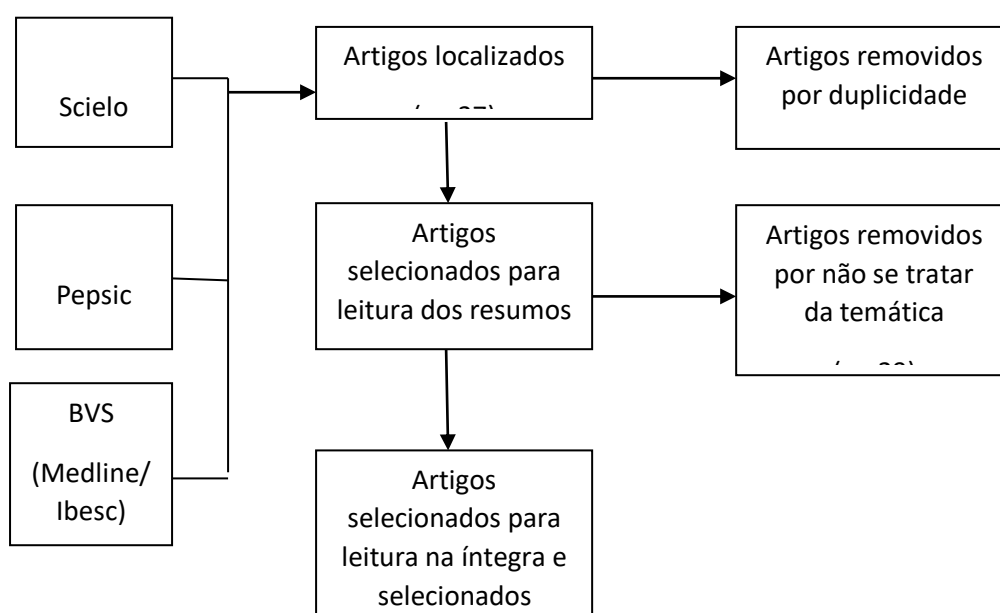 Scielo
Pepsic
BVS
(Medline/
Ibesc)
Artigos localizados
Artigos
selecionados para
leitura dos resumos
Artigos
selecionados para
leitura na íntegra e
selecionados
Artigos removidos
por duplicidade
Artigos removidos
por não se tratar
da temática